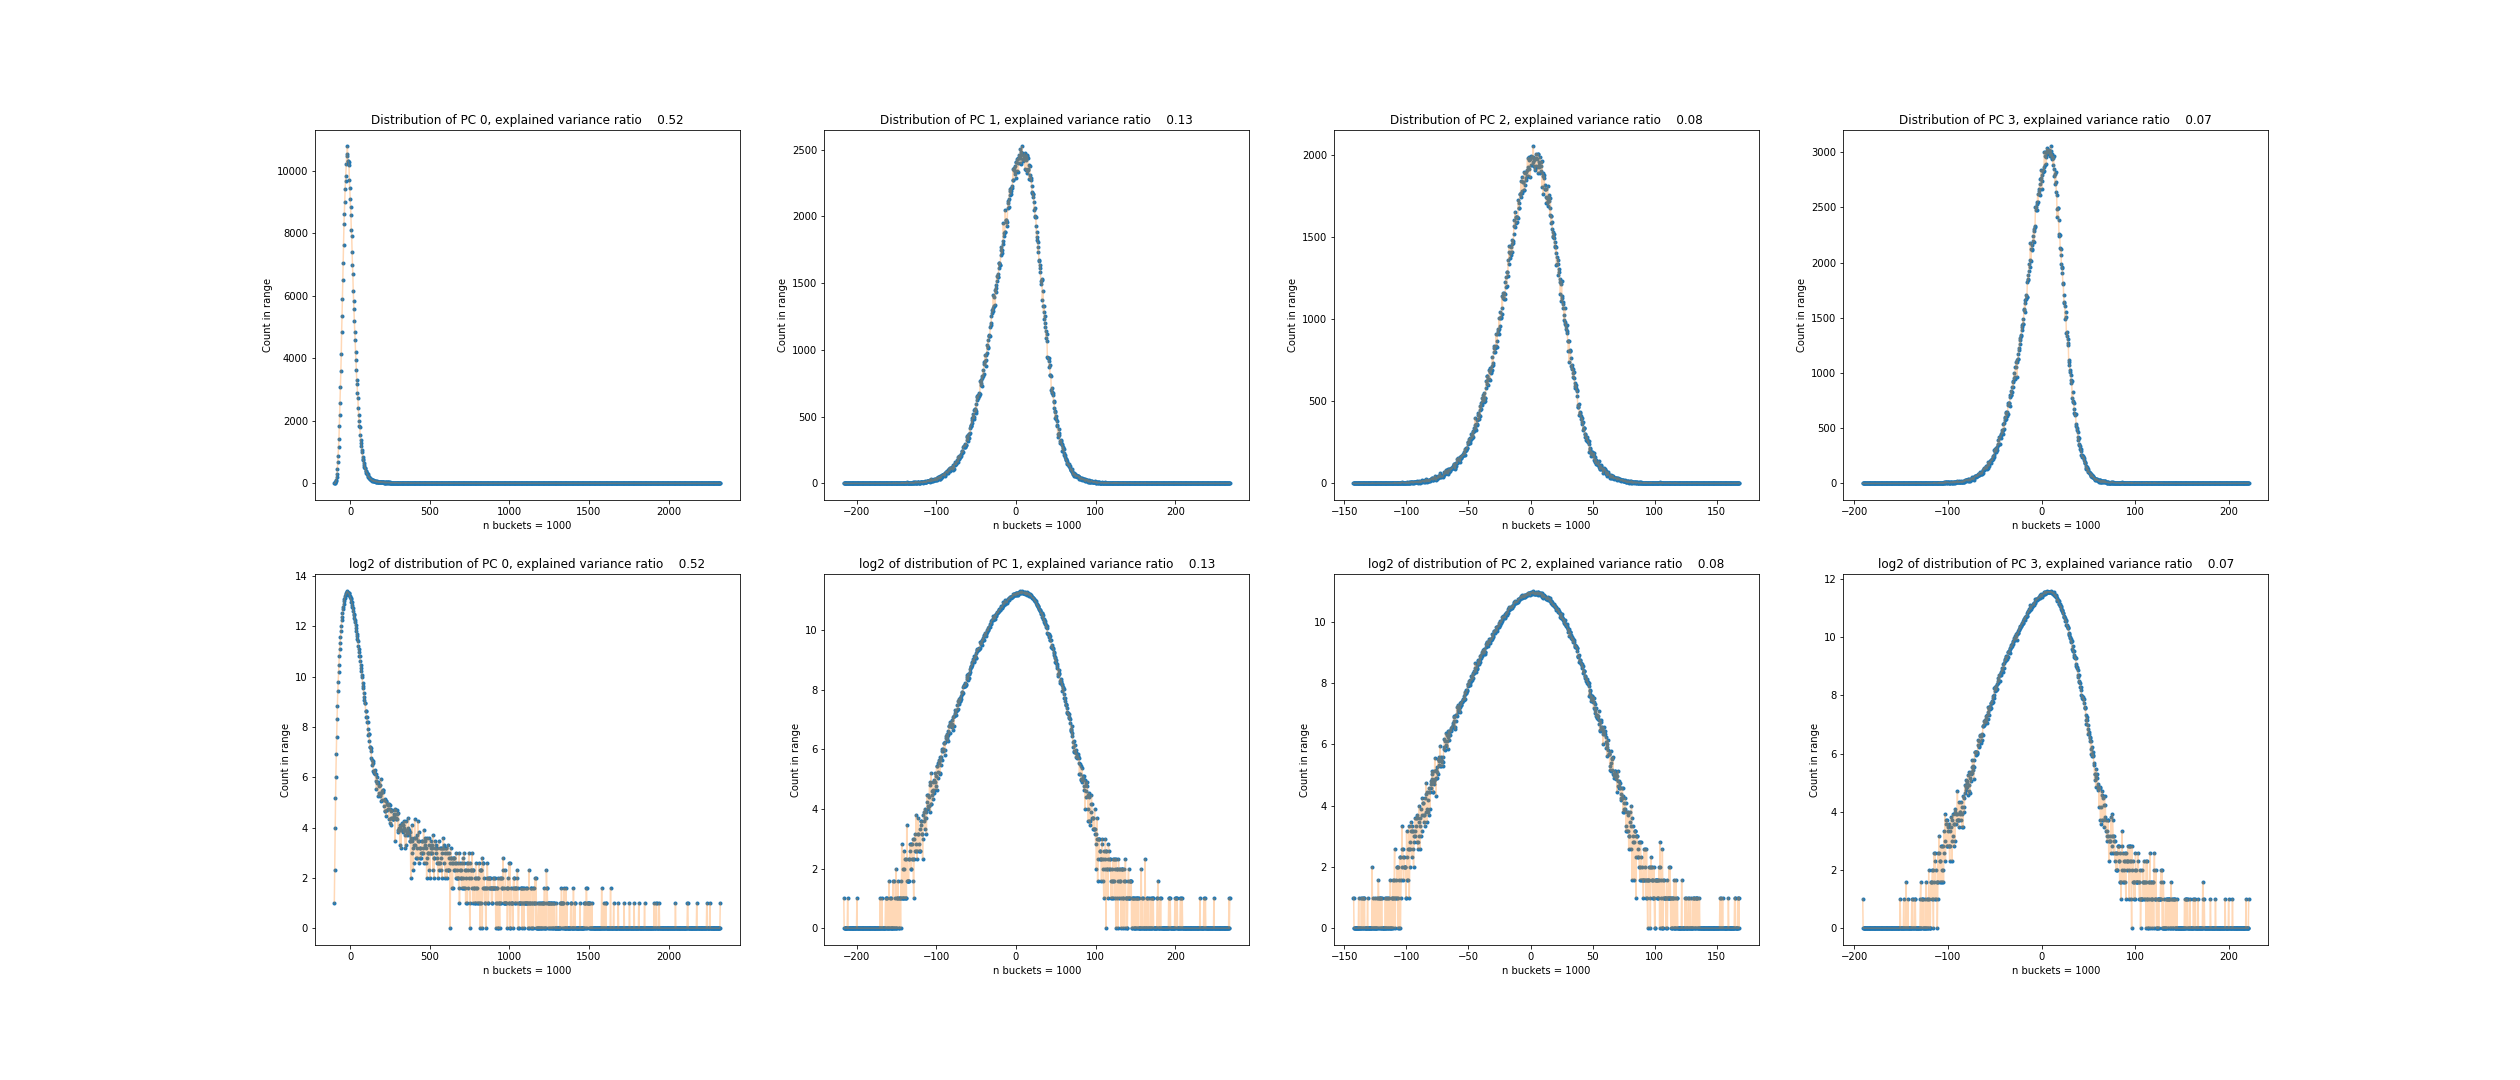 Distribution of PC 0, explained variance ratio 0.52
Count in range
10000
8000
6000
4000
2000
0
0 500 1000 1500 2000
n buckets = 1000
Distribution of PC 1, explained variance ratio 0.13
Count in range
2500
2000
1500
1000
500
0
−200 −100 0 100 200
n buckets = 1000
Distribution of PC 2, explained variance ratio 0.08
Count in range
2000
1500
1000
500
0
−150 −100 −50 0 50 100 150
n buckets = 1000
Distribution of PC 3, explained variance ratio 0.07
Count in range
3000
2500
2000
1500
1000
500
0
−200 −100 0 100 200
n buckets = 1000
log2 of distribution of PC 0, explained variance ratio 0.52
Count in range
14
12
10
8
6
4
2
0
0 500 1000 1500 2000
n buckets = 1000
log2 of distribution of PC 1, explained variance ratio 0.13
Count in range
10
8
6
4
2
0
−200 −100 0 100 200
n buckets = 1000
log2 of distribution of PC 2, explained variance ratio 0.08
Count in range
10
8
6
4
2
0
−150 −100 −50 0 50 100 150
n buckets = 1000
log2 of distribution of PC 3, explained variance ratio 0.07
Count in range
12
10
8
6
4
2
0
−200 −100 0 100 200
n buckets = 1000